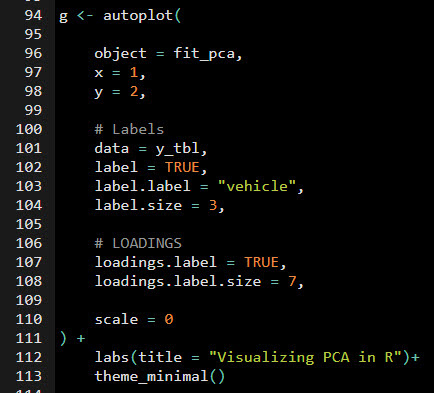 94 g <- autoplot(
95
96 object = fit_pca,
97 x = 1,
98 y = 2,
99
100 # Labels
101 data = y_tbl,
102 label = TRUE,
103 label.label = "vehicle",
104 label.size = 3,
105
106 # LOADINGS
107 loadings.label = TRUE,
108 loadings.label.size = 7,
109
110 scale = 0
111 ) +
112 labs(title = "Visualizing PCA in R")+
113 theme_minimal()